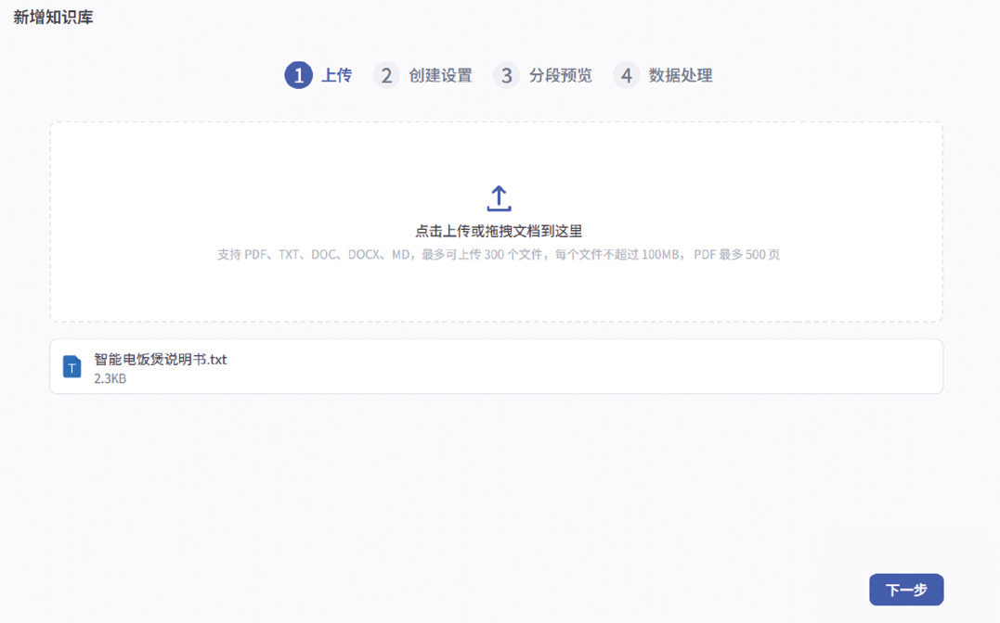 新增知识库
1 上传 2 创建设置 3 分段预览 4 数据处理
点击上传或拖拽文档到这里
支持 PDF、TXT、DOC、DOCX、MD，最多可上传 300 个文件，每个文件不超过 100MB， PDF 最多 500 页
T
智能电饭煲说明书.txt
2.3KB
下一步